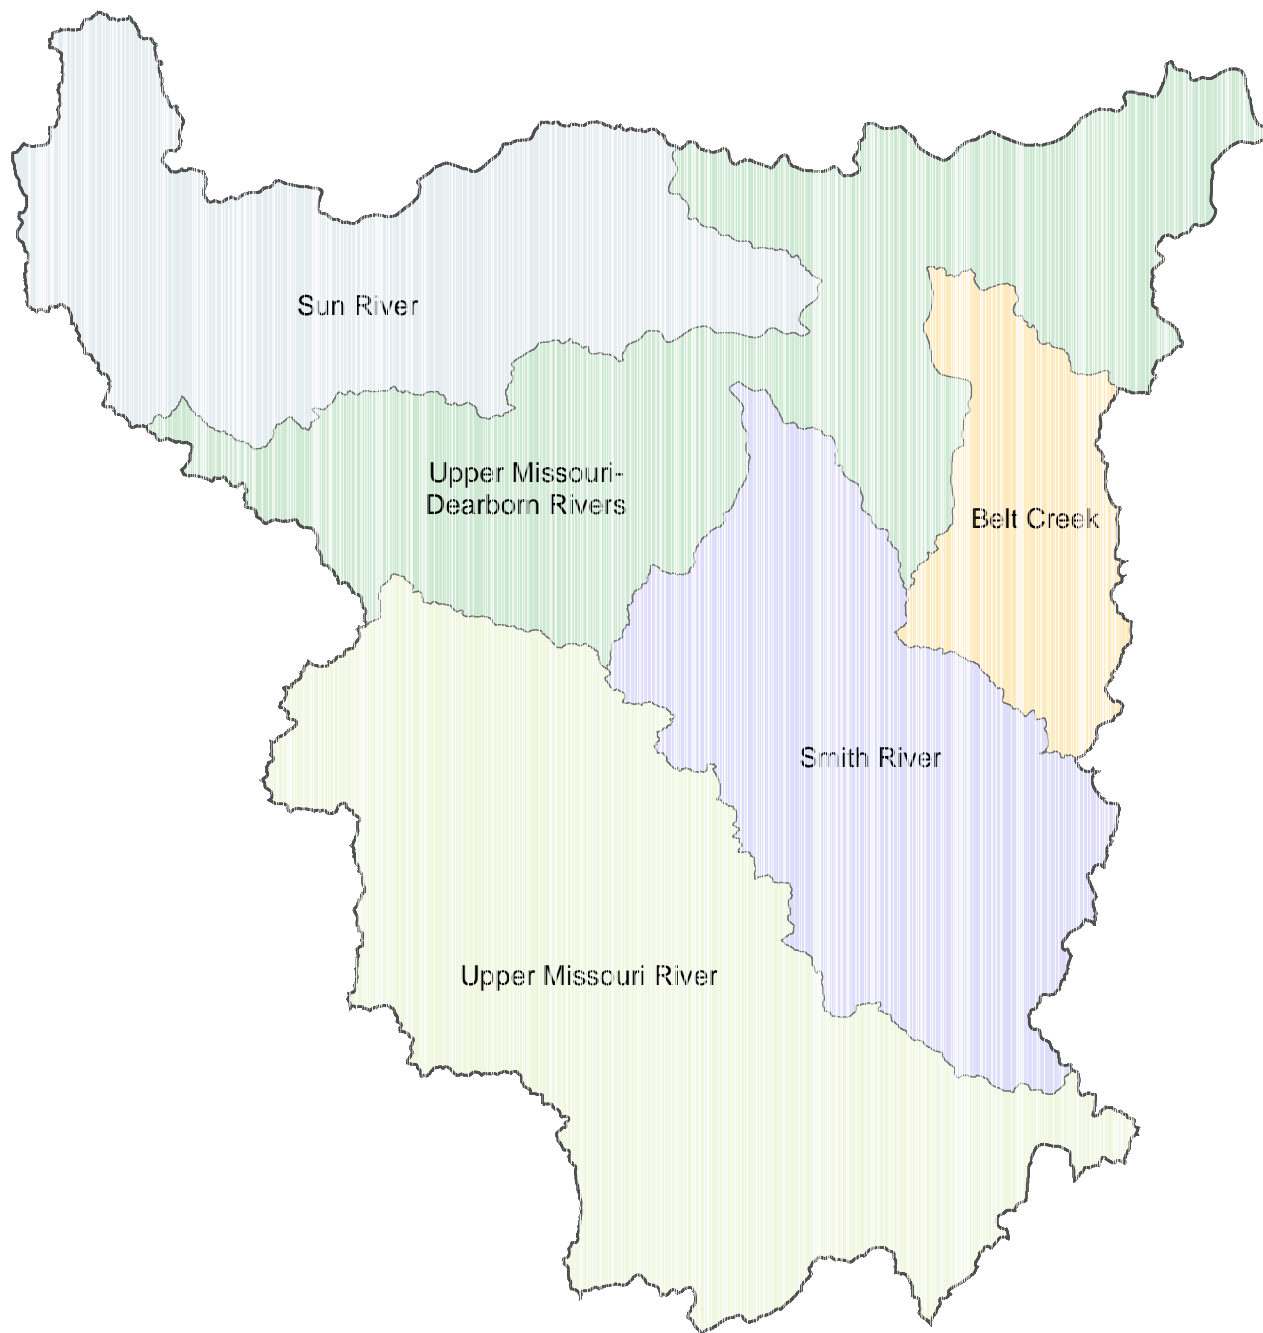 Sun River
Upper Missouri-
Dearborn Rivers
Belt Creek
Smith River
Upper Missouri River